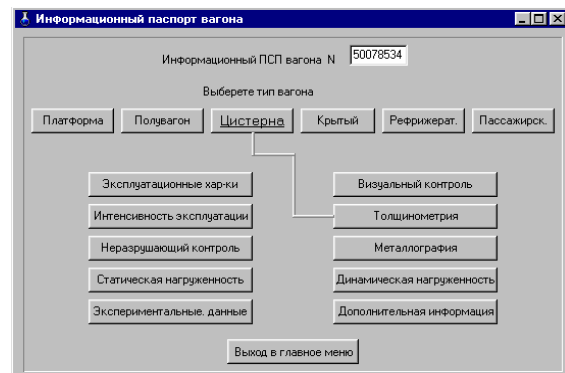 Информационный паспорт вагона
Информационный ПСП вагона N 50078534
Выберете тип вагона
Платформа Полувагон Цистерна Крытый Рефрижерат. Пассажирск.
Эксплуатационные хар-ки Визуальный контроль
Интенсивность эксплуатации Толщинометрия
Неразрушающий контроль Металлография
Статическая нагруженность Динамическая нагруженность
Экспериментальные. данные Дополнительная информация
Выход в главное меню